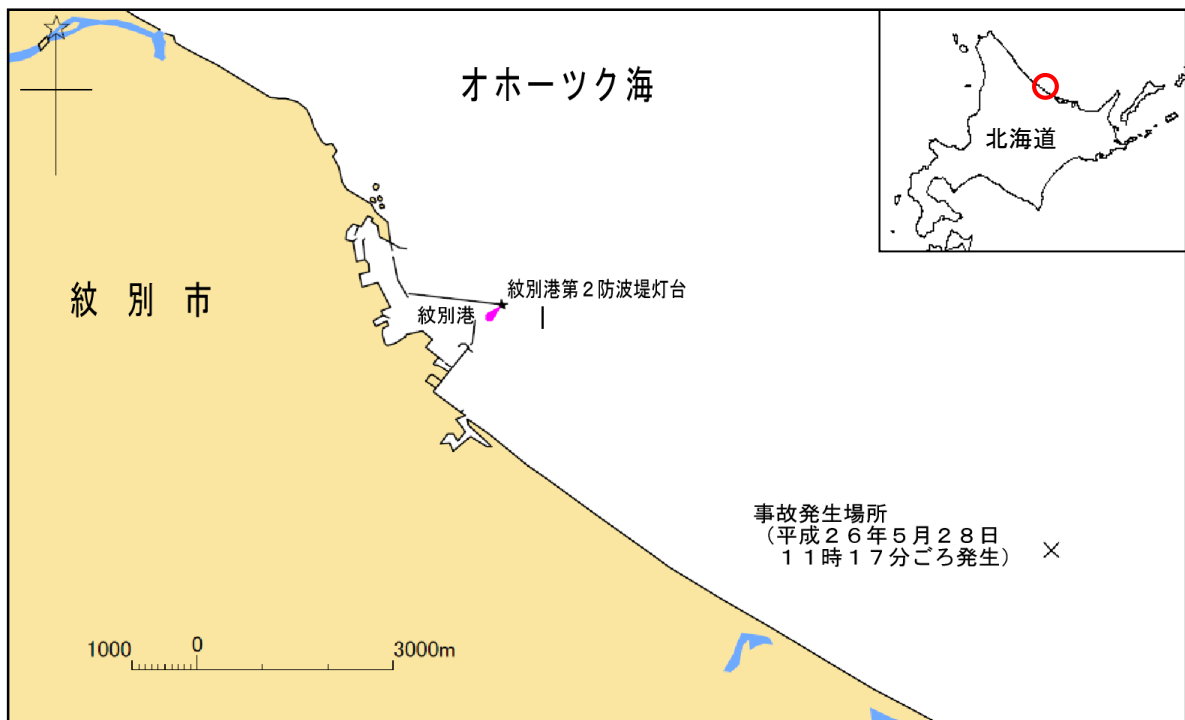 オホーツク海
北海道
紋別市
紋別港第２防波堤灯台
紋別港
事故発生場所
（平成２６年５月２８日
１１時１７分ごろ発生）
1000 0 3000m